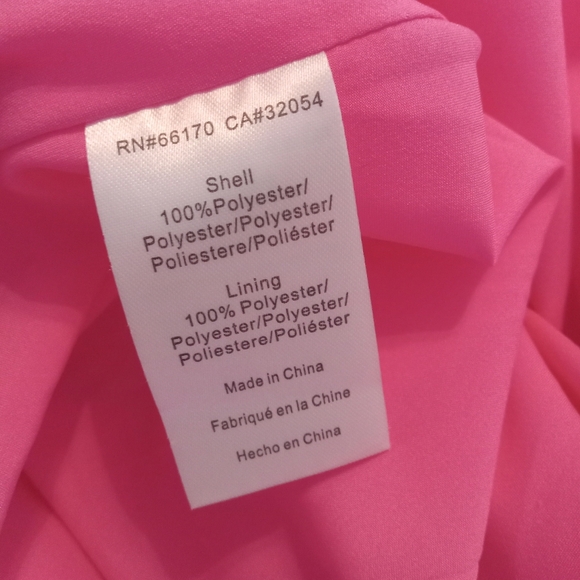 RN#66170 CA#32054
Shell
100%Polyester/
Polyester/Polyester/
Poliestere/Poliéster
Lining
100% Polyester/
Polyester/Polyester/
Poliestere/Poliéster
Made in China
Fabriqué en la Chine
Hecho en China